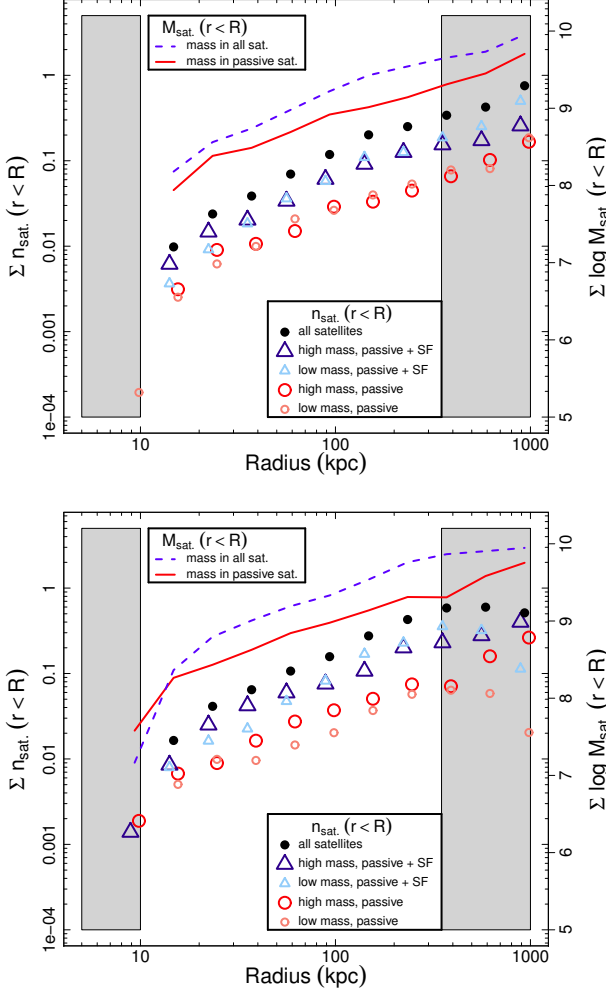 M_sat. (r < R)
mass in all sat.
mass in passive sat.
1
0.1
0.01
0.001
1e−04
Σ n_sat. (r < R)
10
9
8
7
6
5
Σ log M_sat. (r < R)
n_sat. (r < R)
all satellites
high mass, passive + SF
low mass, passive + SF
high mass, passive
low mass, passive
10
100
1000
Radius (kpc)
M_sat. (r < R)
mass in all sat.
mass in passive sat.
1
0.1
0.01
0.001
1e−04
Σ n_sat. (r < R)
10
9
8
7
6
5
Σ log M_sat. (r < R)
n_sat. (r < R)
all satellites
high mass, passive + SF
low mass, passive + SF
high mass, passive
low mass, passive
10
100
1000
Radius (kpc)